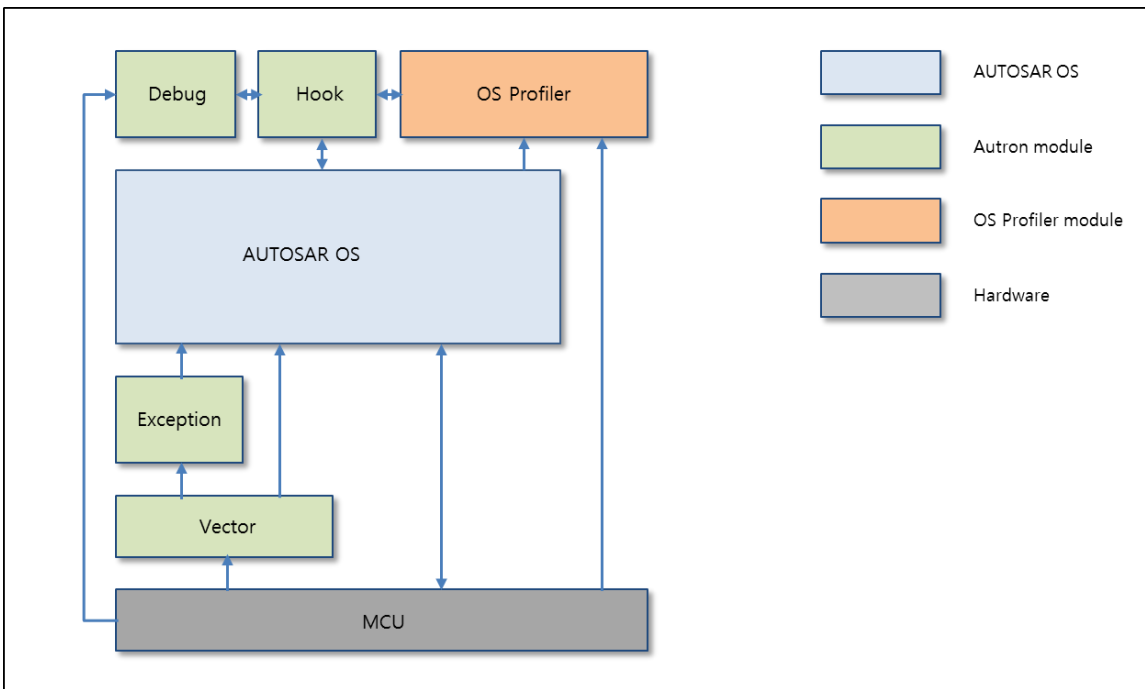 Debug
Hook
OS Profiler
AUTOSAR OS
Exception
Vector
MCU
AUTOSAR OS
Autron module
OS Profiler module
Hardware